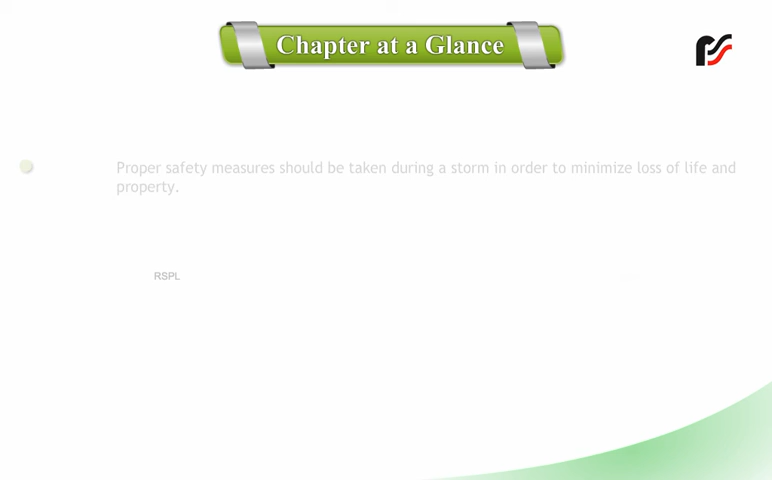 Chapter at a Glance
Proper safety measures should be taken during a storm in order to minimize loss of life and
property.
RSPL